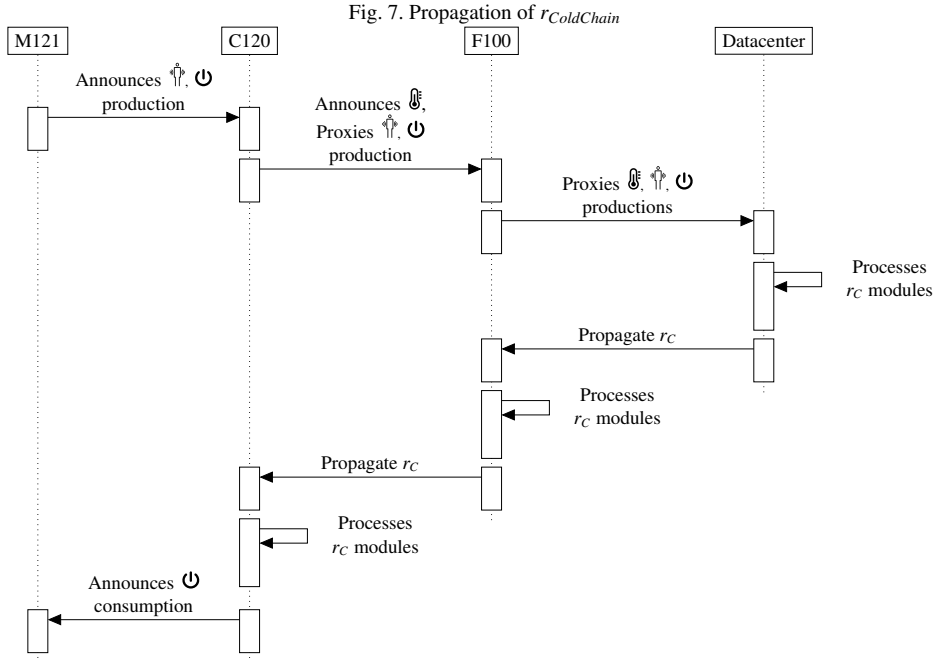 Fig. 7. Propagation of r_ColdChain
M121
C120
F100
Datacenter
Announces , 
production
Announces ,
Proxies , 
production
Proxies , , 
productions
Processes
r_C modules
Propagate r_C
Processes
r_C modules
Propagate r_C
Processes
r_C modules
Announces
consumption